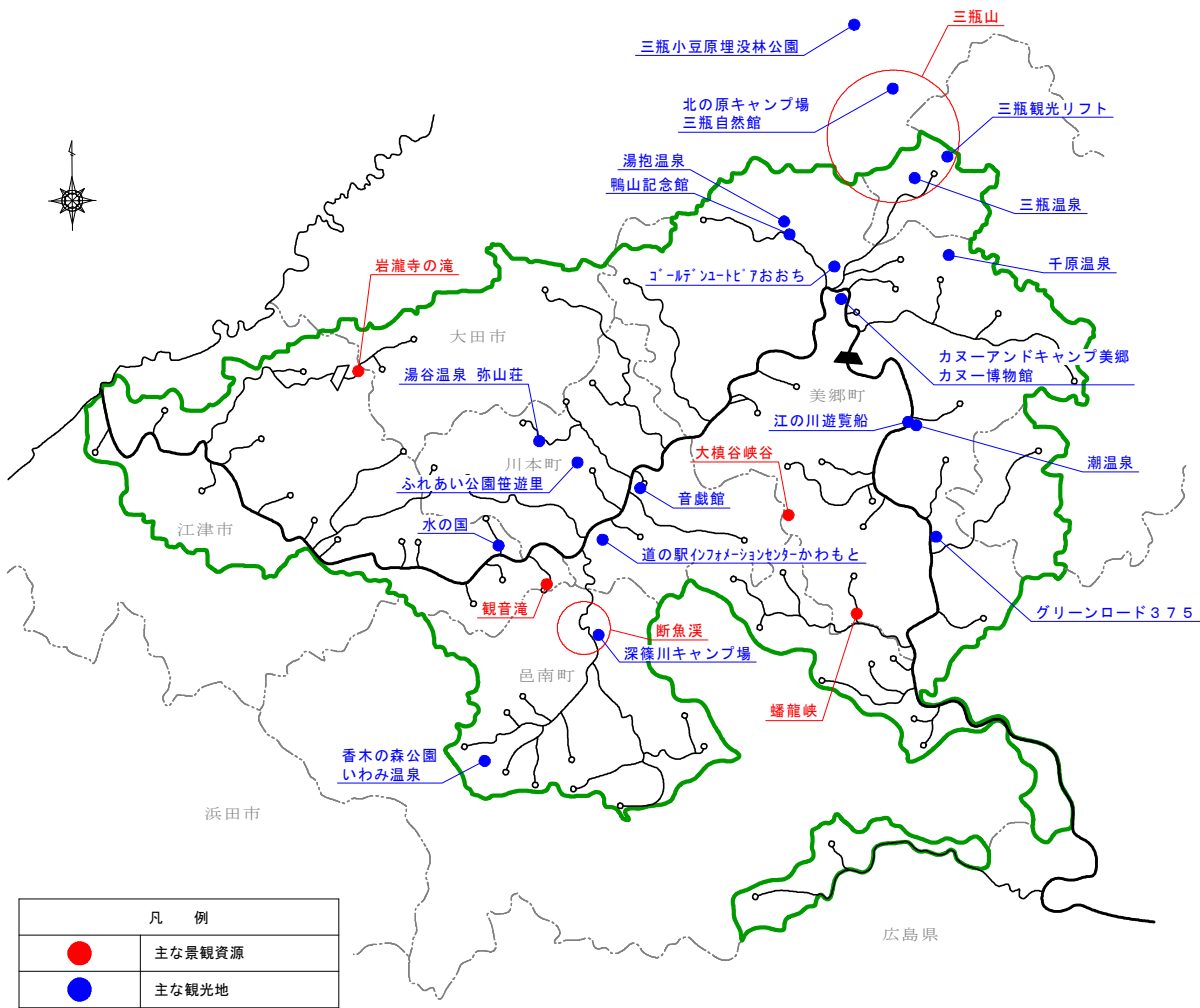 三瓶山
三瓶小豆原埋没林公園
北の原キャンプ場
三瓶自然館
三瓶観光リフト
湯抱温泉
鴨山記念館
三瓶温泉
岩瀧寺の滝
ゴールデンユートピアおおち
千原温泉
大田市
湯谷温泉 弥山荘
カヌーアンドキャンプ美郷
カヌー博物館
美郷町
江の川遊覧船
大槙谷峡谷
潮温泉
川本町
ふれあい公園笹遊里
音戯館
江津市
水の国
道の駅インフォメーションセンターかわもと
観音滝
グリーンロード375
断魚渓
深篠川キャンプ場
邑南町
蟠龍峡
香木の森公園
いわみ温泉
浜田市
広島県
凡 例
主な景観資源
主な観光地